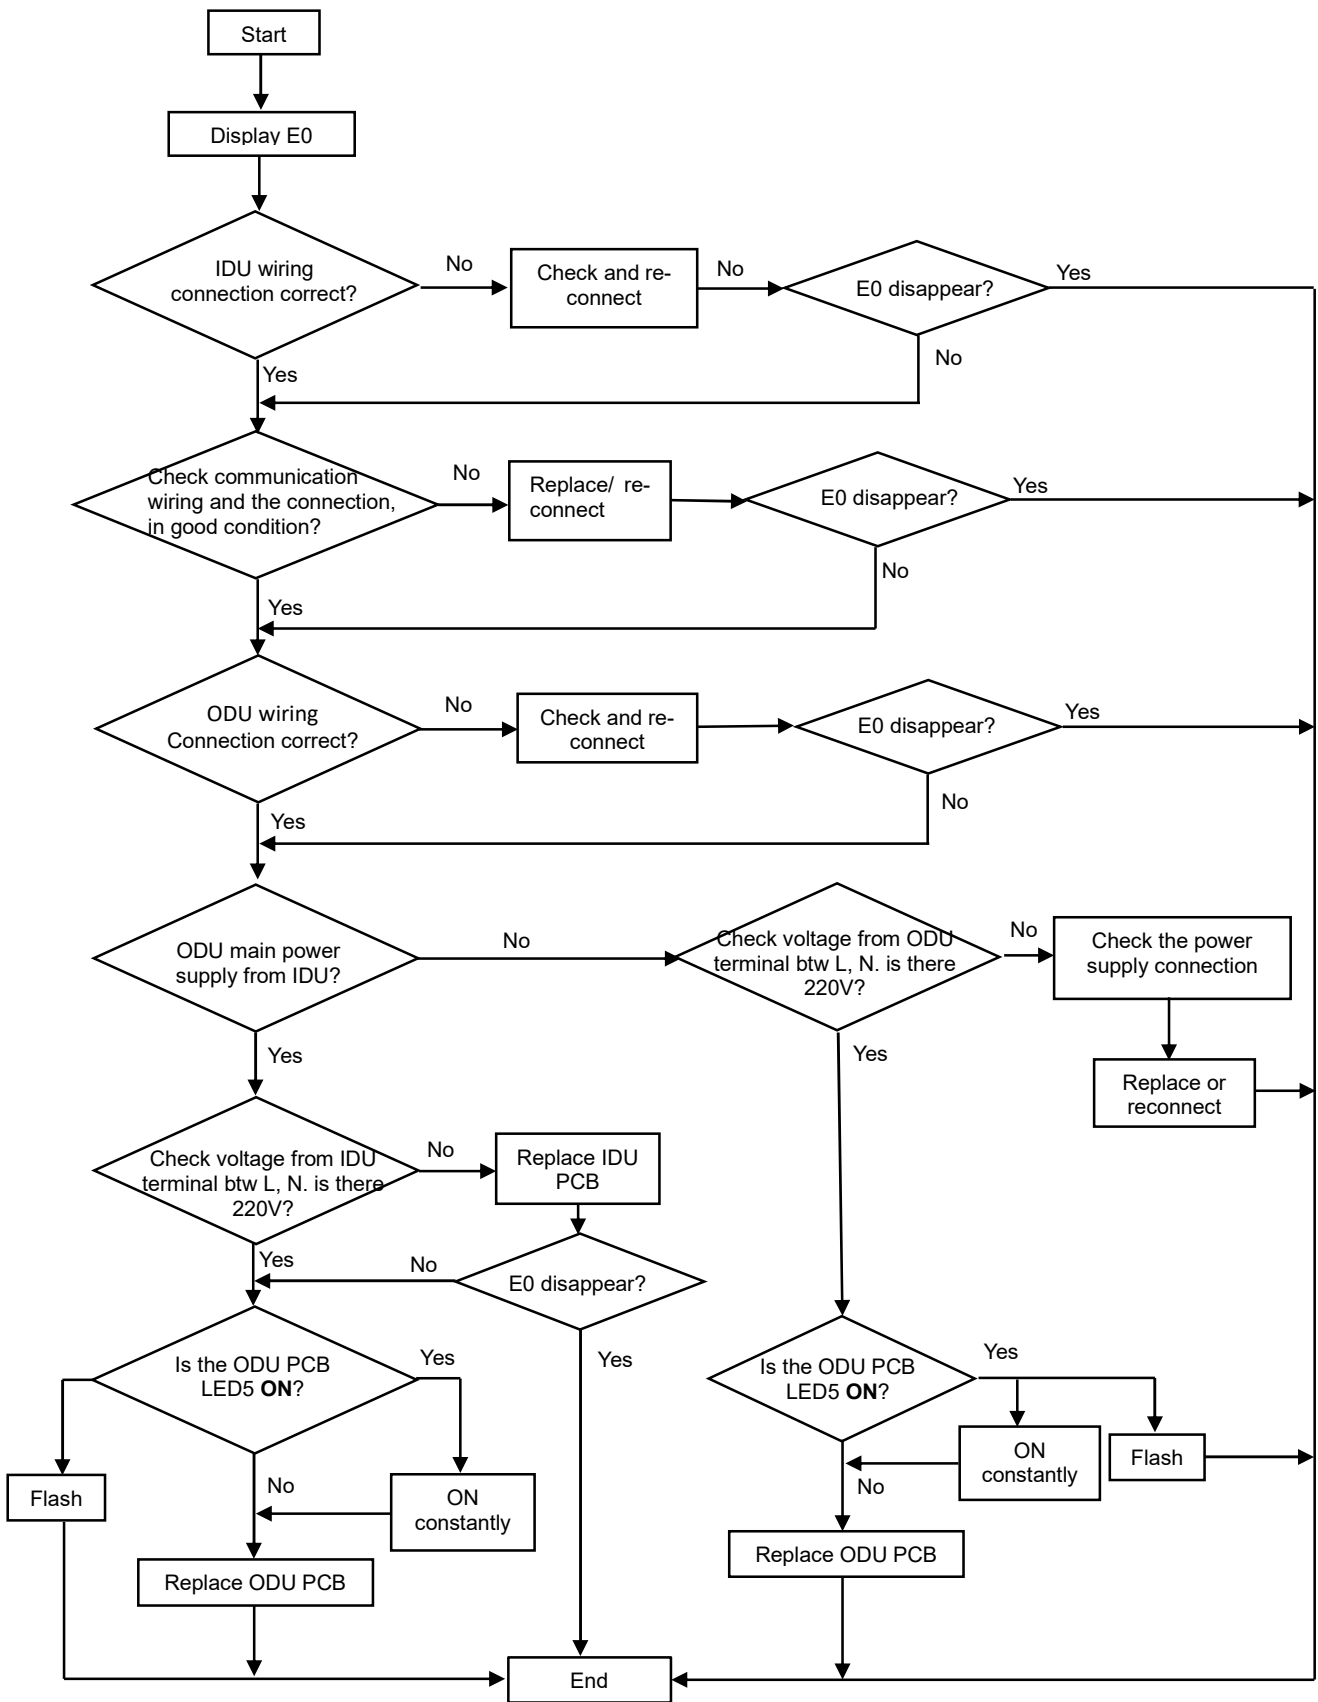 Start
Display E0
IDU wiring
connection correct?
No
Check and re-
connect
No
E0 disappear?
Yes
No
Yes
Check communication
wiring and the connection,
in good condition?
No
Replace/ re-
connect
E0 disappear?
Yes
No
Yes
ODU wiring
Connection correct?
No
Check and re-
connect
E0 disappear?
Yes
No
Yes
ODU main power
supply from IDU?
No
Check voltage from ODU
terminal btw L, N. is there
220V?
No
Check the power
supply connection
Yes
Yes
Replace or
reconnect
Check voltage from IDU
terminal btw L, N. is there
220V?
No
Replace IDU
PCB
Yes
No
E0 disappear?
Is the ODU PCB
LED5 ON?
Yes
Yes
Is the ODU PCB
LED5 ON?
Yes
Flash
No
ON
constantly
No
ON
constantly
Flash
Replace ODU PCB
Replace ODU PCB
End